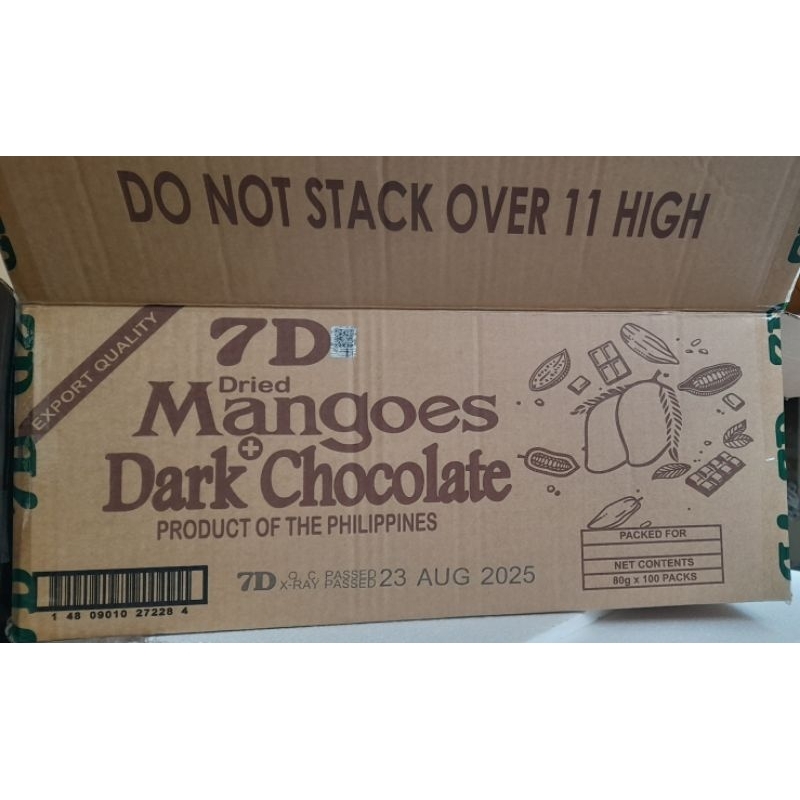 DO NOT STACK OVER 11 HIGH
EXPORT QUALITY
7D
Dried
Mangoes
+
Dark Chocolate
PRODUCT OF THE PHILIPPINES
PACKED FOR
NET CONTENTS
80g x 100 PACKS
7D Q. C. PASSED
X-RAY PASSED 23 AUG 2025
1 48 09010 27228 4